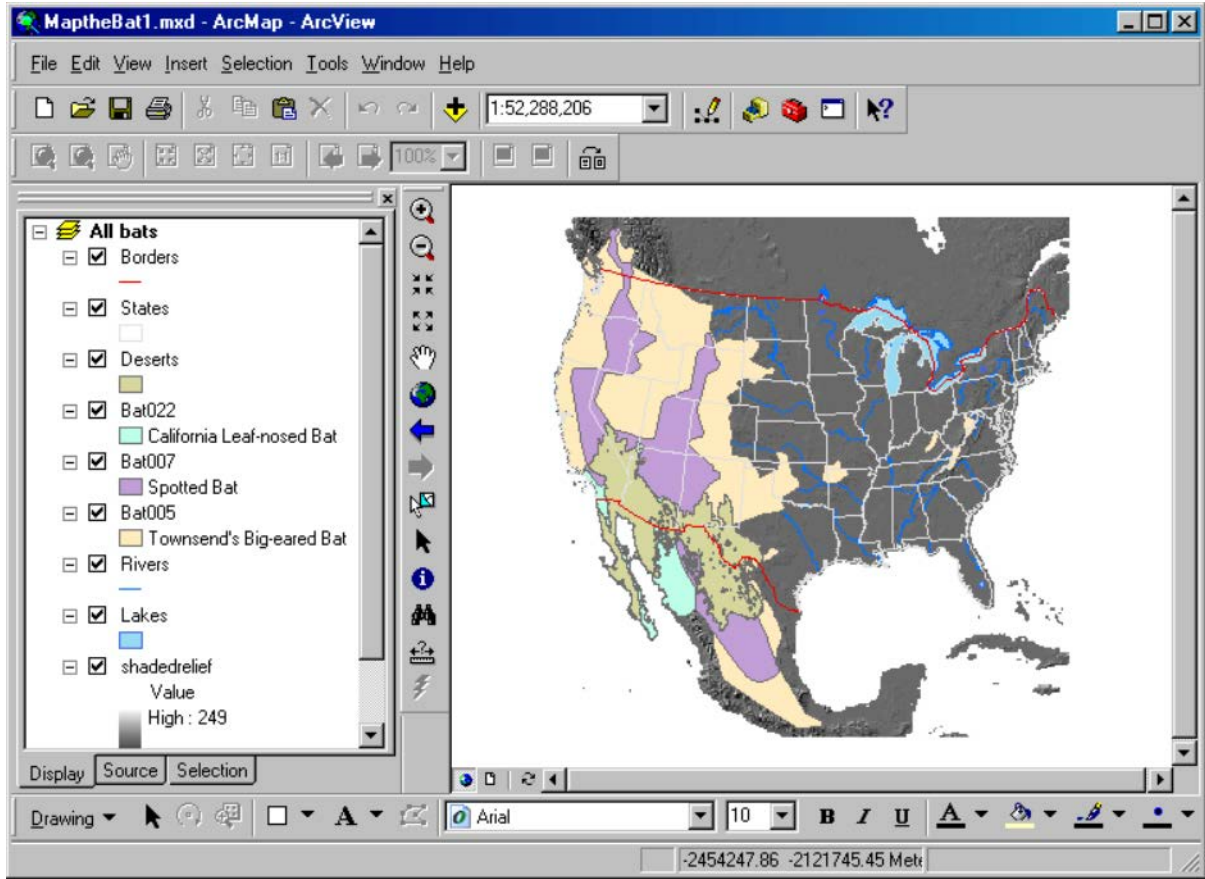 MaptheBat1.mxd - ArcMap - ArcView
File Edit View Insert Selection Tools Window Help
1:52,288,206
1:1
100%
All bats
Borders
States
Deserts
Bat022
California Leaf-nosed Bat
Bat007
Spotted Bat
Bat005
Townsend's Big-eared Bat
Rivers
Lakes
shadedrelief
Value
High : 249
Display Source Selection
Drawing A Arial 10 B I U A
-2454247.86 -2121745.45 Mete